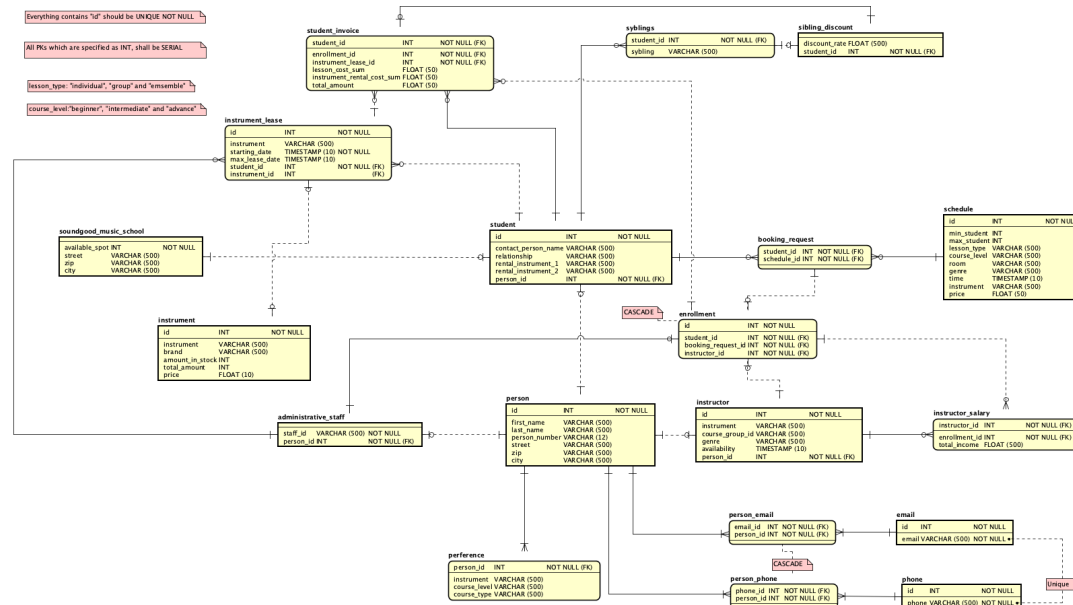 Everything contains "id" should be UNIQUE NOT NULL
All PKs which are specified as INT, shall be SERIAL
lesson_type: "individual", "group" and "emsemble"
course_level:"beginner", "intermediate" and "advance"
student_invoice
student_id INT NOT NULL (FK)
enrollment_id INT NOT NULL (FK)
instrument_lease_id INT NOT NULL (FK)
lesson_cost_sum FLOAT (50)
instrument_rental_cost_sum FLOAT (50)
total_amount FLOAT (50)
syblings
student_id INT NOT NULL (FK)
sybling VARCHAR (500)
sibling_discount
discount_rate FLOAT (500)
student_id INT NOT NULL (FK)
instrument_lease
id INT NOT NULL
instrument VARCHAR (500)
starting_date TIMESTAMP (10) NOT NULL
max_lease_date TIMESTAMP (10)
student_id INT NOT NULL (FK)
instrument_id INT (FK)
soundgood_music_school
available_spot INT NOT NULL
street VARCHAR (500)
zip VARCHAR (500)
city VARCHAR (500)
student
id INT NOT NULL
contact_person_name VARCHAR (500)
relationship VARCHAR (500)
rental_instrument_1 VARCHAR (500)
rental_instrument_2 VARCHAR (500)
person_id INT NOT NULL (FK)
booking_request
student_id INT NOT NULL (FK)
schedule_id INT NOT NULL (FK)
schedule
id INT NOT NUL
min_student INT
max_student INT
lesson_type VARCHAR (500)
course_level VARCHAR (500)
room VARCHAR (500)
genre VARCHAR (500)
time TIMESTAMP (10)
instrument VARCHAR (500)
price FLOAT (50)
instrument
id INT NOT NULL
instrument VARCHAR (500)
brand VARCHAR (500)
amount_in_stock INT
total_amount INT
price FLOAT (10)
CASCADE
enrollment
id INT NOT NULL
student_id INT NOT NULL (FK)
booking_request_id INT NOT NULL (FK)
instructor_id INT NOT NULL (FK)
administrative_staff
staff_id VARCHAR (500) NOT NULL
person_id INT NOT NULL (FK)
person
id INT NOT NULL
first_name VARCHAR (500)
last_name VARCHAR (500)
person_number VARCHAR (12)
street VARCHAR (500)
zip VARCHAR (500)
city VARCHAR (500)
instructor
id INT NOT NULL
instrument VARCHAR (500)
course_group_id VARCHAR (500)
genre VARCHAR (500)
availability TIMESTAMP (10)
person_id INT NOT NULL (FK)
instructor_salary
instructor_id INT NOT NULL (FK)
enrollment_id INT NOT NULL (FK)
total_income FLOAT (500)
perference
person_id INT NOT NULL (FK)
instrument VARCHAR (500)
course_level VARCHAR (500)
course_type VARCHAR (500)
person_email
email_id INT NOT NULL (FK)
person_id INT NOT NULL (FK)
email
id INT NOT NULL
email VARCHAR (500) NOT NULL
CASCADE
Unique
person_phone
phone_id INT NOT NULL (FK)
person_id INT NOT NULL (FK)
phone
id INT NOT NULL
phone VARCHAR (500) NOT NULL